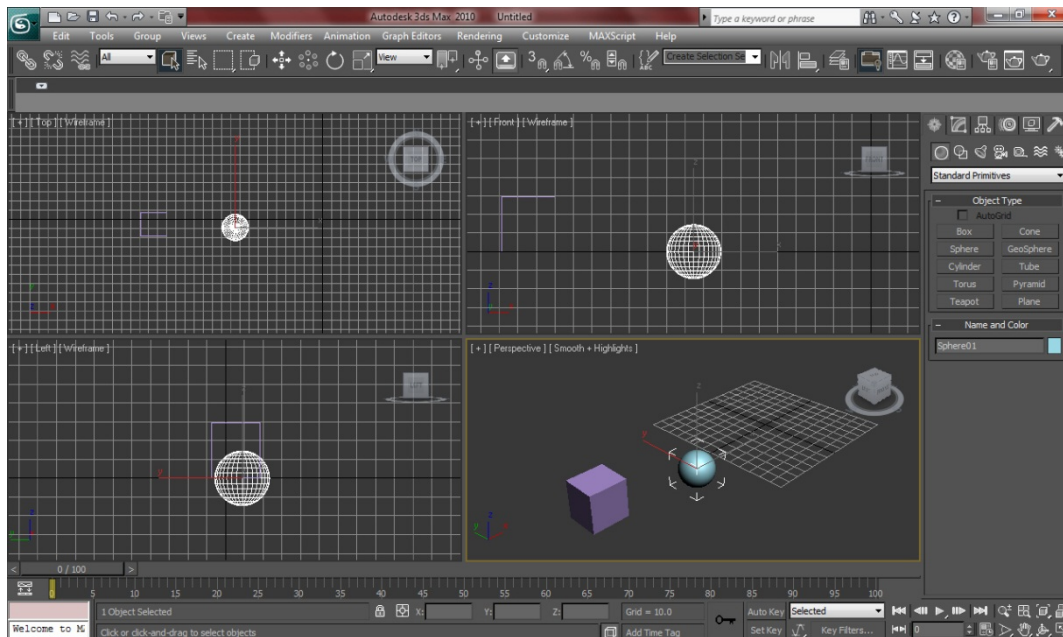 Autodesk 3ds Max 2010 Untitled
Type a keyword or phrase
Edit Tools Group Views Create Modifiers Animation Graph Editors Rendering Customize MAXScript Help
All
View
Create Selection Se
[ + ] [ Top ] [ Wireframe ]
[ + ] [ Front ] [ Wireframe ]
Standard Primitives
Object Type
AutoGrid
Box Cone
Sphere GeoSphere
Cylinder Tube
Torus Pyramid
Teapot Plane
Name and Color
[ + ] [ Left ] [ Wireframe ]
[ + ] [ Perspective ] [ Smooth + Highlights ]
Sphere01
0 / 100
0 5 10 15 20 25 30 35 40 45 50 55 60 65 70 75 80 85 90 95 100
1 Object Selected X: Y: Z: Grid = 10.0 Auto Key Selected
Welcome to M Click or click-and-drag to select objects Add Time Tag Set Key Key Filters... 0